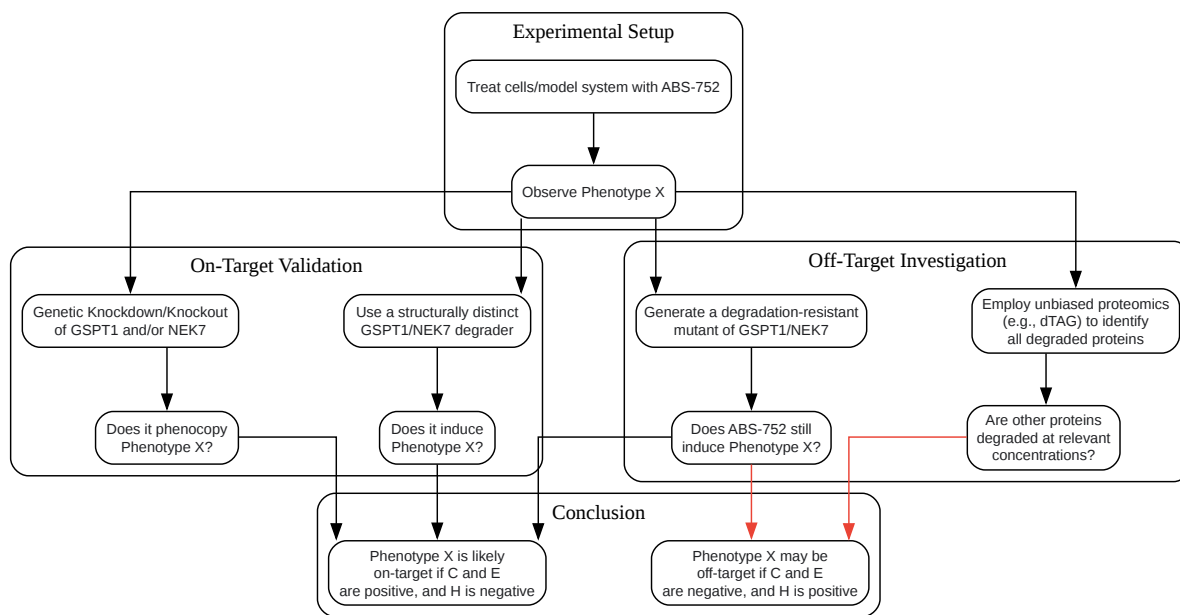 Experimental Setup
Treat cells/model system with ABS-752
Observe Phenotype X
On-Target Validation
Genetic Knockdown/Knockout
of GSPT1 and/or NEK7
Use a structurally distinct
GSPT1/NEK7 degrader
Does it phenocopy
Phenotype X?
Does it induce
Phenotype X?
Off-Target Investigation
Generate a degradation-resistant
mutant of GSPT1/NEK7
Employ unbiased proteomics
(e.g., dTAG) to identify
all degraded proteins
Does ABS-752 still
induce Phenotype X?
Are other proteins
degraded at relevant
concentrations?
Conclusion
Phenotype X is likely
on-target if C and E
are positive, and H is negative
Phenotype X may be
off-target if C and E
are negative, and H is positive